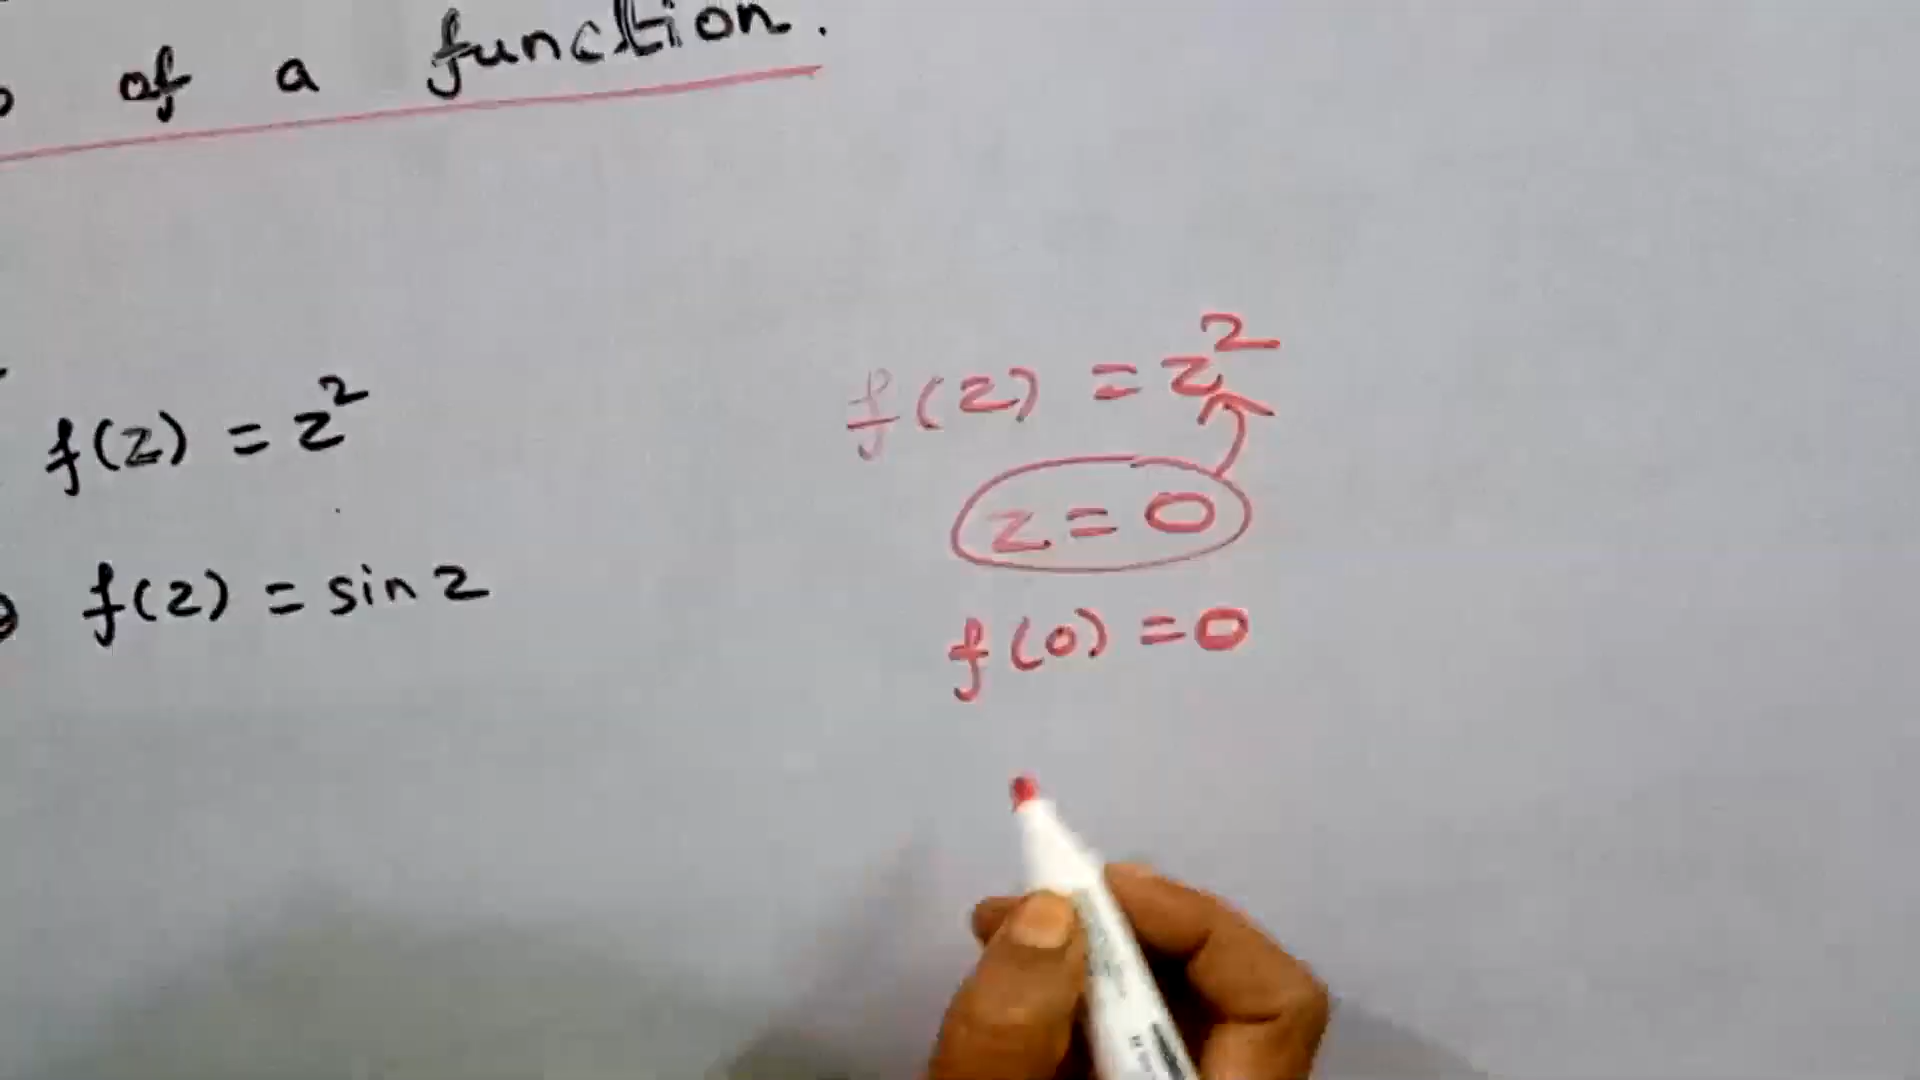 of a function.
f(z) = z²
f(z) = sin z
f(z) = z²
z = 0
f(0) = 0